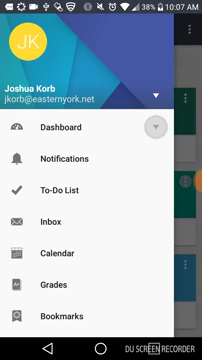 38% 10:07 AM
JK
Joshua Korb
jkorb@easternyork.net
Dashboard
Notifications
To-Do List
Inbox
Calendar
A+
Grades
Bookmarks
DU SCREEN RECORDER